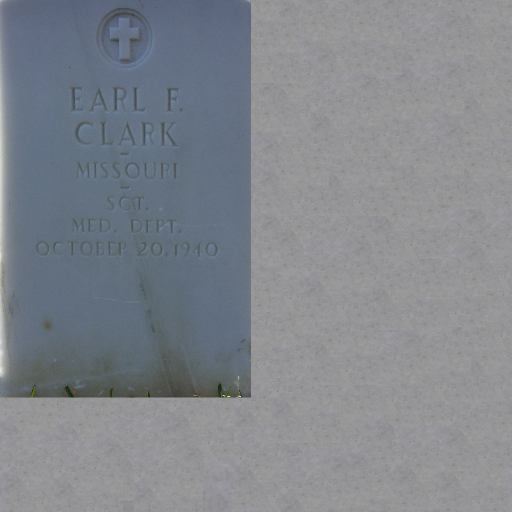 EARL F.
CLARK
MISSOURI
SGT.
MED. DEPT.
OCTOBER 20, 1940